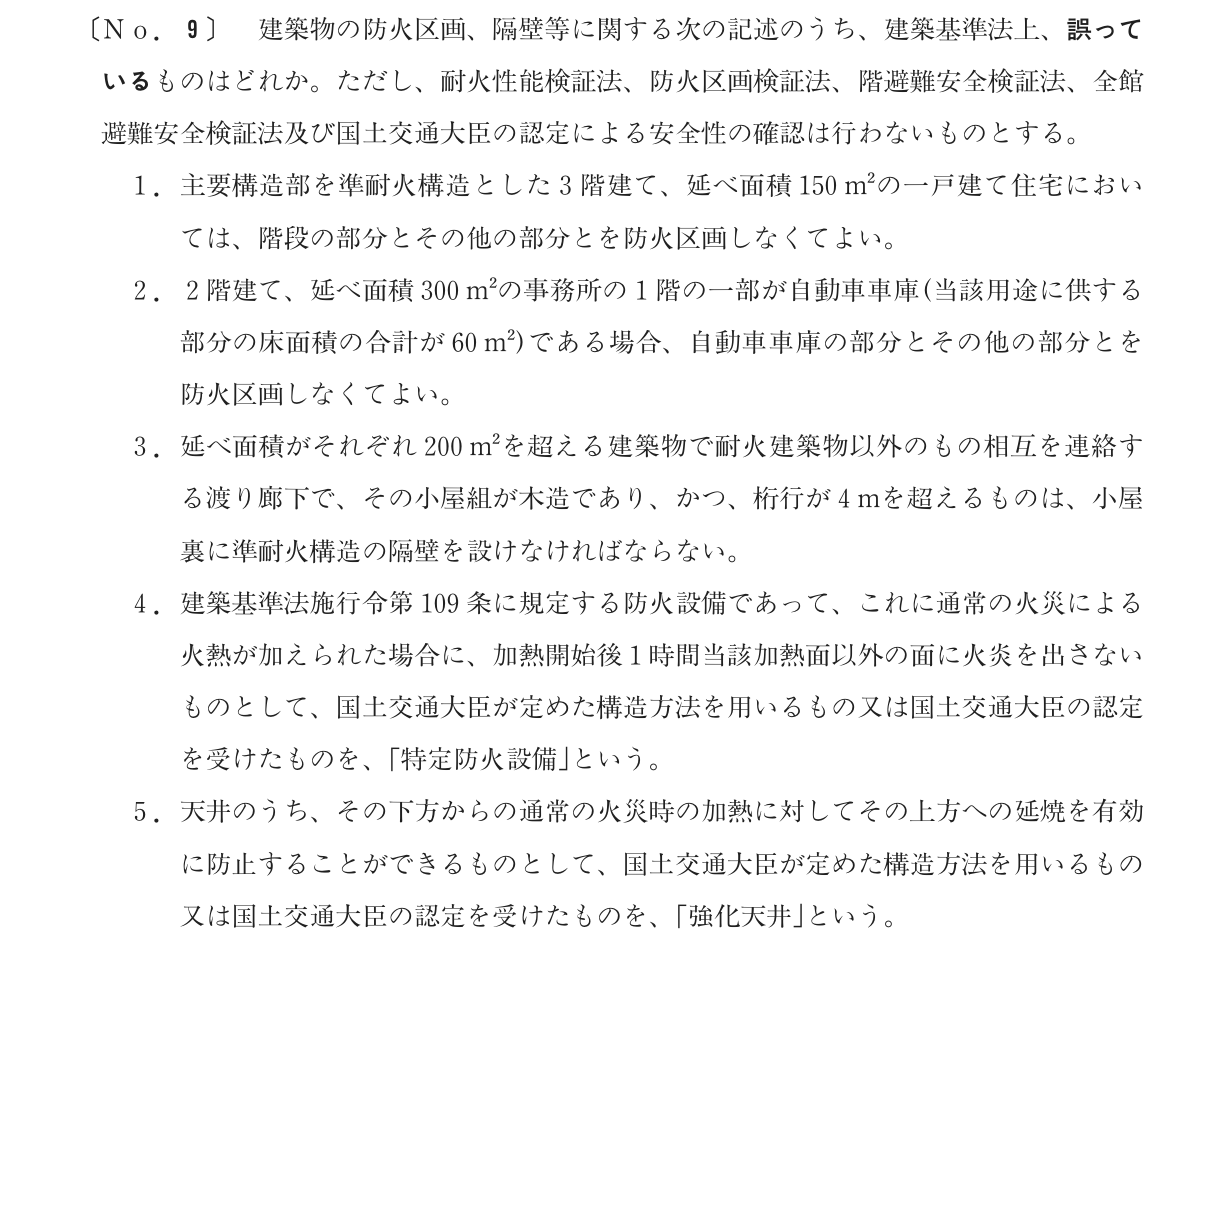 〔No. 9〕 建築物の防火区画、隔壁等に関する次の記述のうち、建築基準法上、誤って
いるものはどれか。ただし、耐火性能検証法、防火区画検証法、階避難安全検証法、全館
避難安全検証法及び国土交通大臣の認定による安全性の確認は行わないものとする。
1．主要構造部を準耐火構造とした3階建て、延べ面積150 m²の一戸建て住宅におい
ては、階段の部分とその他の部分とを防火区画しなくてよい。
2．2階建て、延べ面積300 m²の事務所の1階の一部が自動車車庫(当該用途に供する
部分の床面積の合計が60 m²)である場合、自動車車庫の部分とその他の部分とを
防火区画しなくてよい。
3．延べ面積がそれぞれ200 m²を超える建築物で耐火建築物以外のもの相互を連絡す
る渡り廊下で、その小屋組が木造であり、かつ、桁行が4 mを超えるものは、小屋
裏に準耐火構造の隔壁を設けなければならない。
4．建築基準法施行令第109条に規定する防火設備であって、これに通常の火災による
火熱が加えられた場合に、加熱開始後1時間当該加熱面以外の面に火炎を出さない
ものとして、国土交通大臣が定めた構造方法を用いるもの又は国土交通大臣の認定
を受けたものを、「特定防火設備」という。
5．天井のうち、その下方からの通常の火災時の加熱に対してその上方への延焼を有効
に防止することができるものとして、国土交通大臣が定めた構造方法を用いるもの
又は国土交通大臣の認定を受けたものを、「強化天井」という。